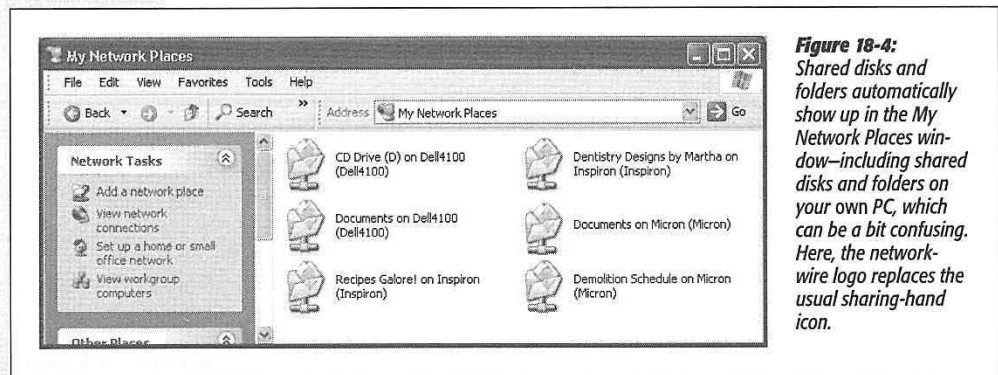 My Network Places
File Edit View Favorites Tools Help
Back Search » Address My Network Places Go
Network Tasks
Add a network place
View network
connections
Set up a home or small
office network
View workgroup
computers
Other Places
CD Drive (D) on Dell4100
(Dell4100)
Dentistry Designs by Martha on
Inspiron (Inspiron)
Documents on Dell4100
(Dell4100)
Documents on Micron (Micron)
Recipes Galore! on Inspiron
(Inspiron)
Demolition Schedule on Micron
(Micron)
Figure 18-4:
Shared disks and
folders automatically
show up in the My
Network Places win-
dow—including shared
disks and folders on
your own PC, which
can be a bit confusing.
Here, the network-
wire logo replaces the
usual sharing-hand
icon.